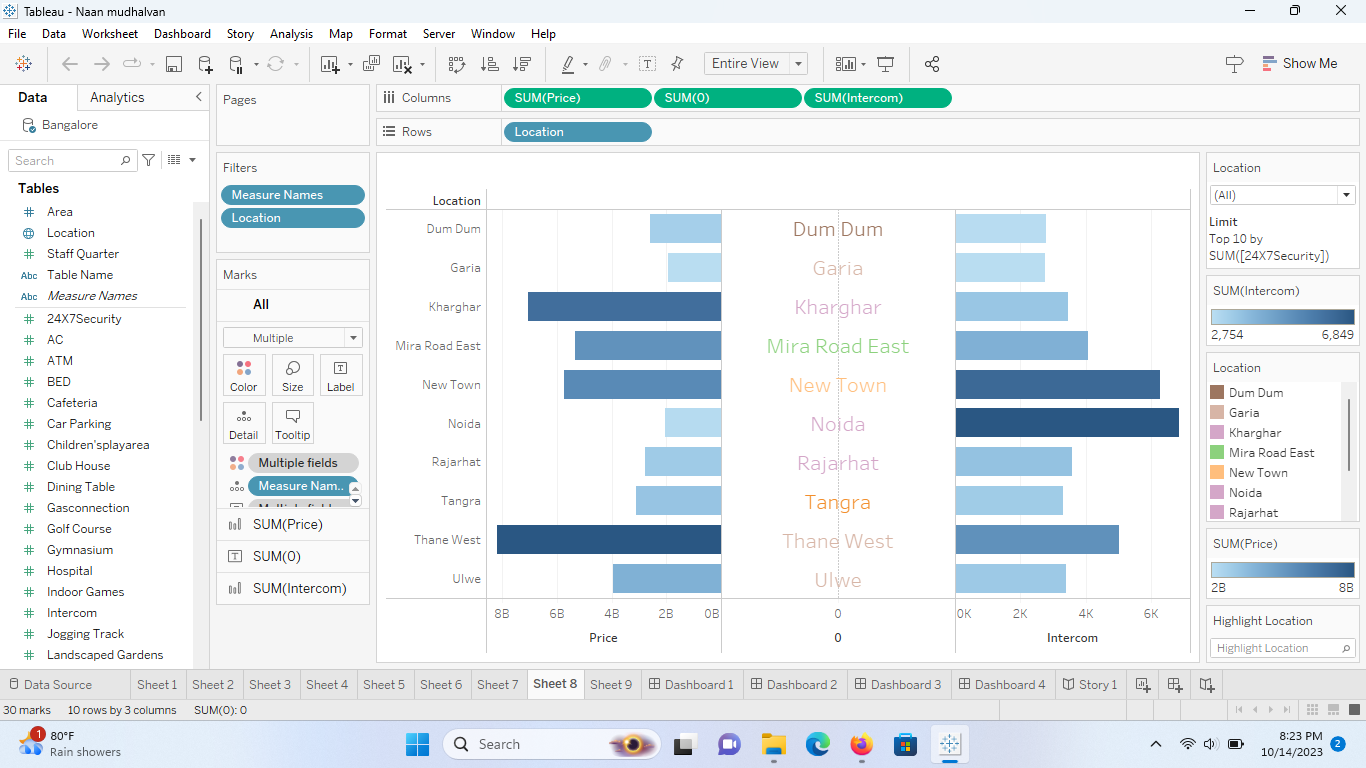 Tableau - Naan mudhalvan
File Data Worksheet Dashboard Story Analysis Map Format Server Window Help
Entire View
Show Me
Data Analytics
Bangalore
Search
Tables
Area
Location
Staff Quarter
Abc Table Name
Abc Measure Names
24X7Security
AC
ATM
BED
Cafeteria
Car Parking
Children'splayarea
Club House
Dining Table
Gasconnection
Golf Course
Gymnasium
Hospital
Indoor Games
Intercom
Jogging Track
Landscaped Gardens
Pages
Filters
Measure Names
Location
Marks
All
Multiple
Color Size Label
Detail Tooltip
Multiple fields
Measure Nam..
SUM(Price)
SUM(0)
SUM(Intercom)
Columns SUM(Price) SUM(0) SUM(Intercom)
Rows Location
Location
Dum Dum Dum Dum
Garia Garia
Kharghar Kharghar
Mira Road East Mira Road East
New Town New Town
Noida Noida
Rajarhat Rajarhat
Tangra Tangra
Thane West Thane West
Ulwe Ulwe
8B 6B 4B 2B 0B 0 0K 2K 4K 6K
Price 0 Intercom
Location
(All)
Limit
Top 10 by
SUM([24X7Security])
SUM(Intercom)
2,754 6,849
Location
Dum Dum
Garia
Kharghar
Mira Road East
New Town
Noida
Rajarhat
SUM(Price)
2B 8B
Highlight Location
Highlight Location
Data Source Sheet 1 Sheet 2 Sheet 3 Sheet 4 Sheet 5 Sheet 6 Sheet 7 Sheet 8 Sheet 9 Dashboard 1 Dashboard 2 Dashboard 3 Dashboard 4 Story 1
30 marks 10 rows by 3 columns SUM(0): 0
1
80°F
Rain showers
Search
8:23 PM
10/14/2023
2